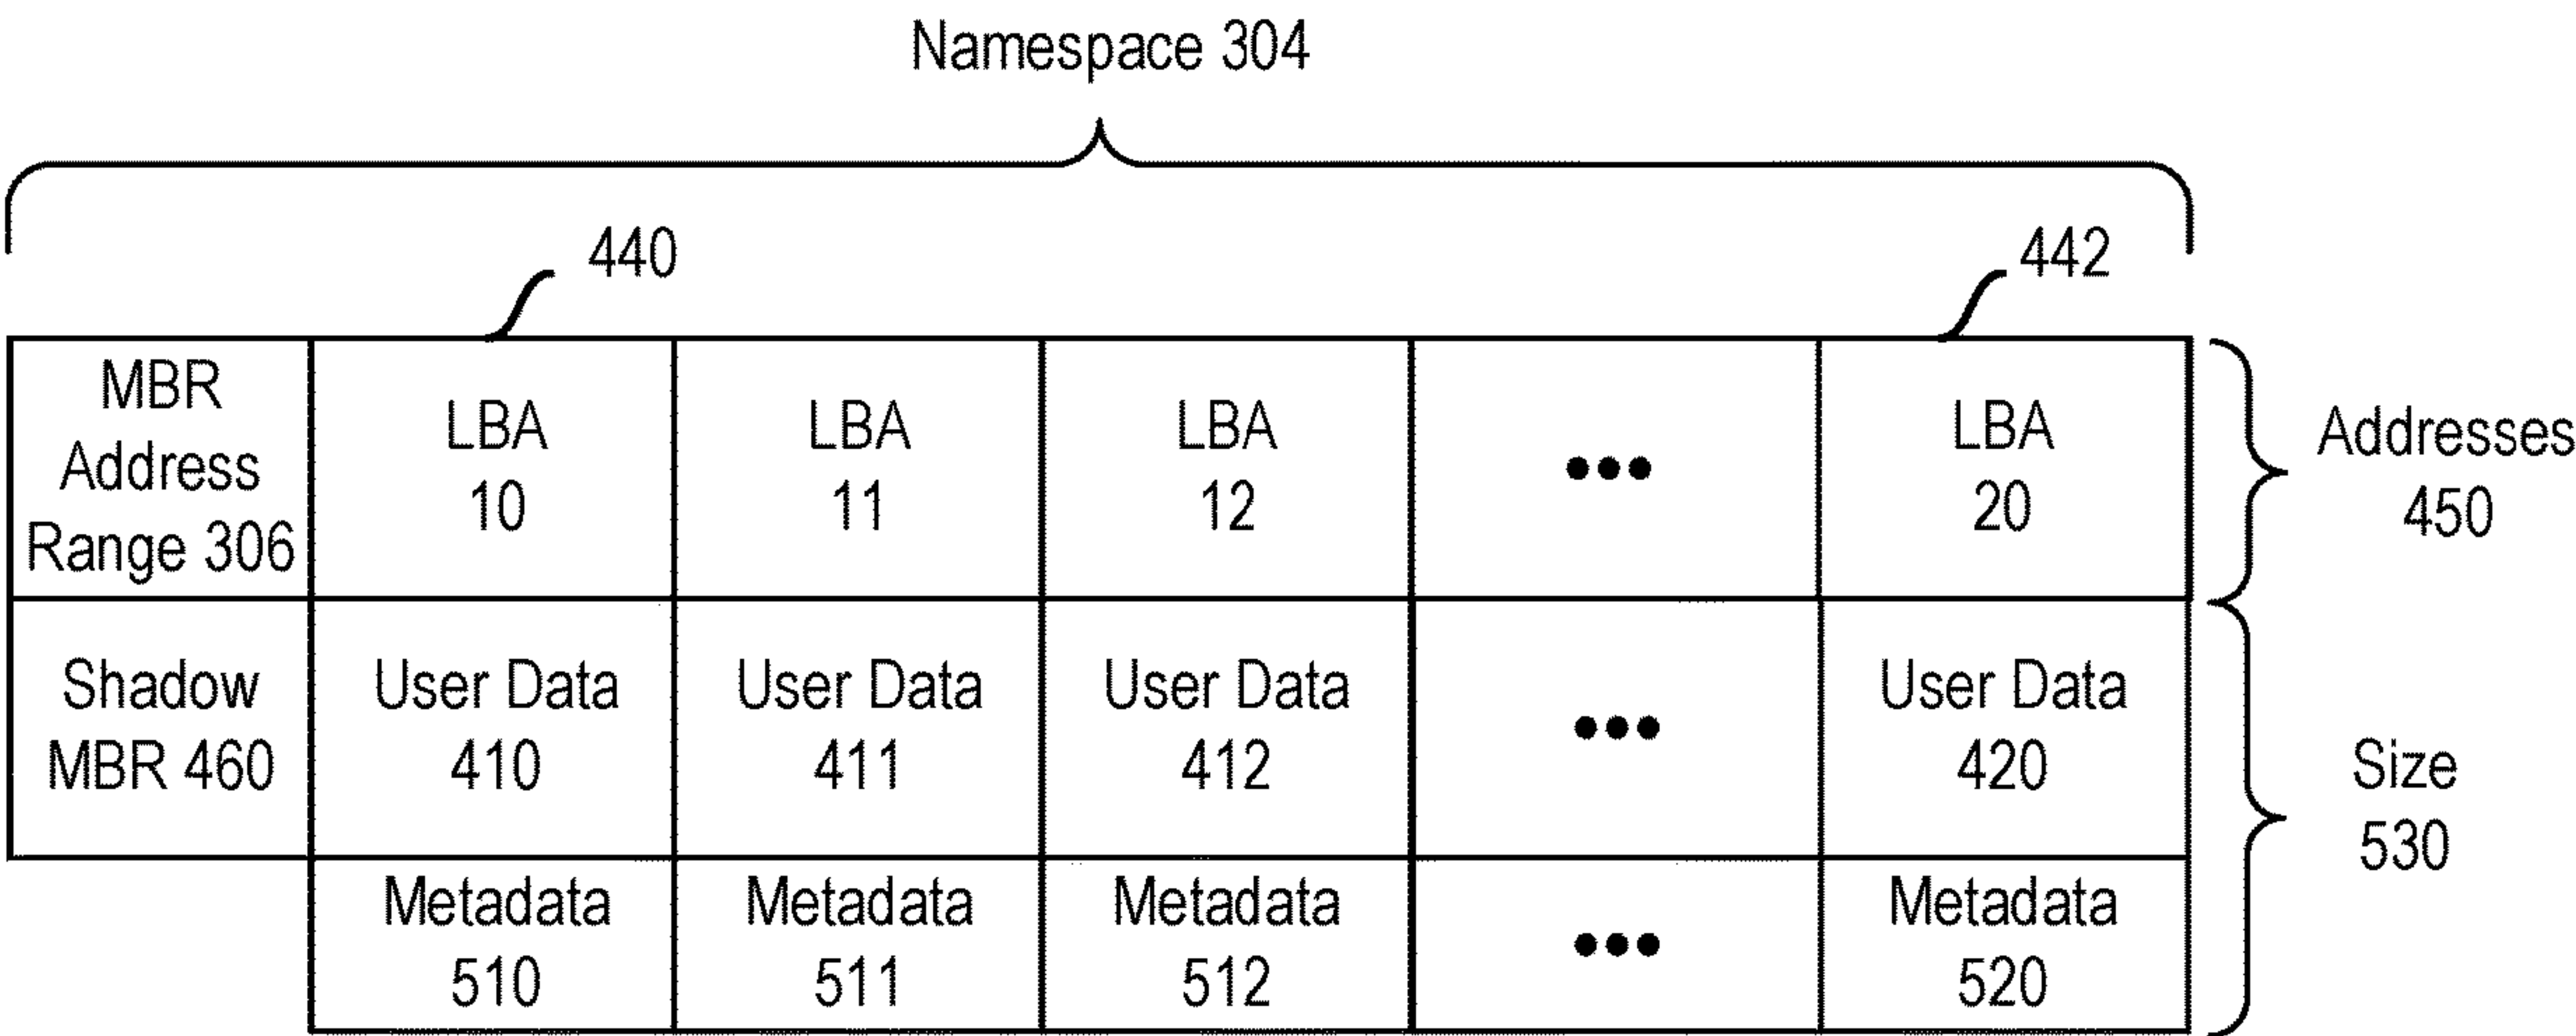 Namespace 304
440
442
MBR
Address
Range 306
LBA
10
LBA
11
LBA
12
•••
LBA
20
Addresses
450
Shadow
MBR 460
User Data
410
User Data
411
User Data
412
•••
User Data
420
Size
530
Metadata
510
Metadata
511
Metadata
512
•••
Metadata
520